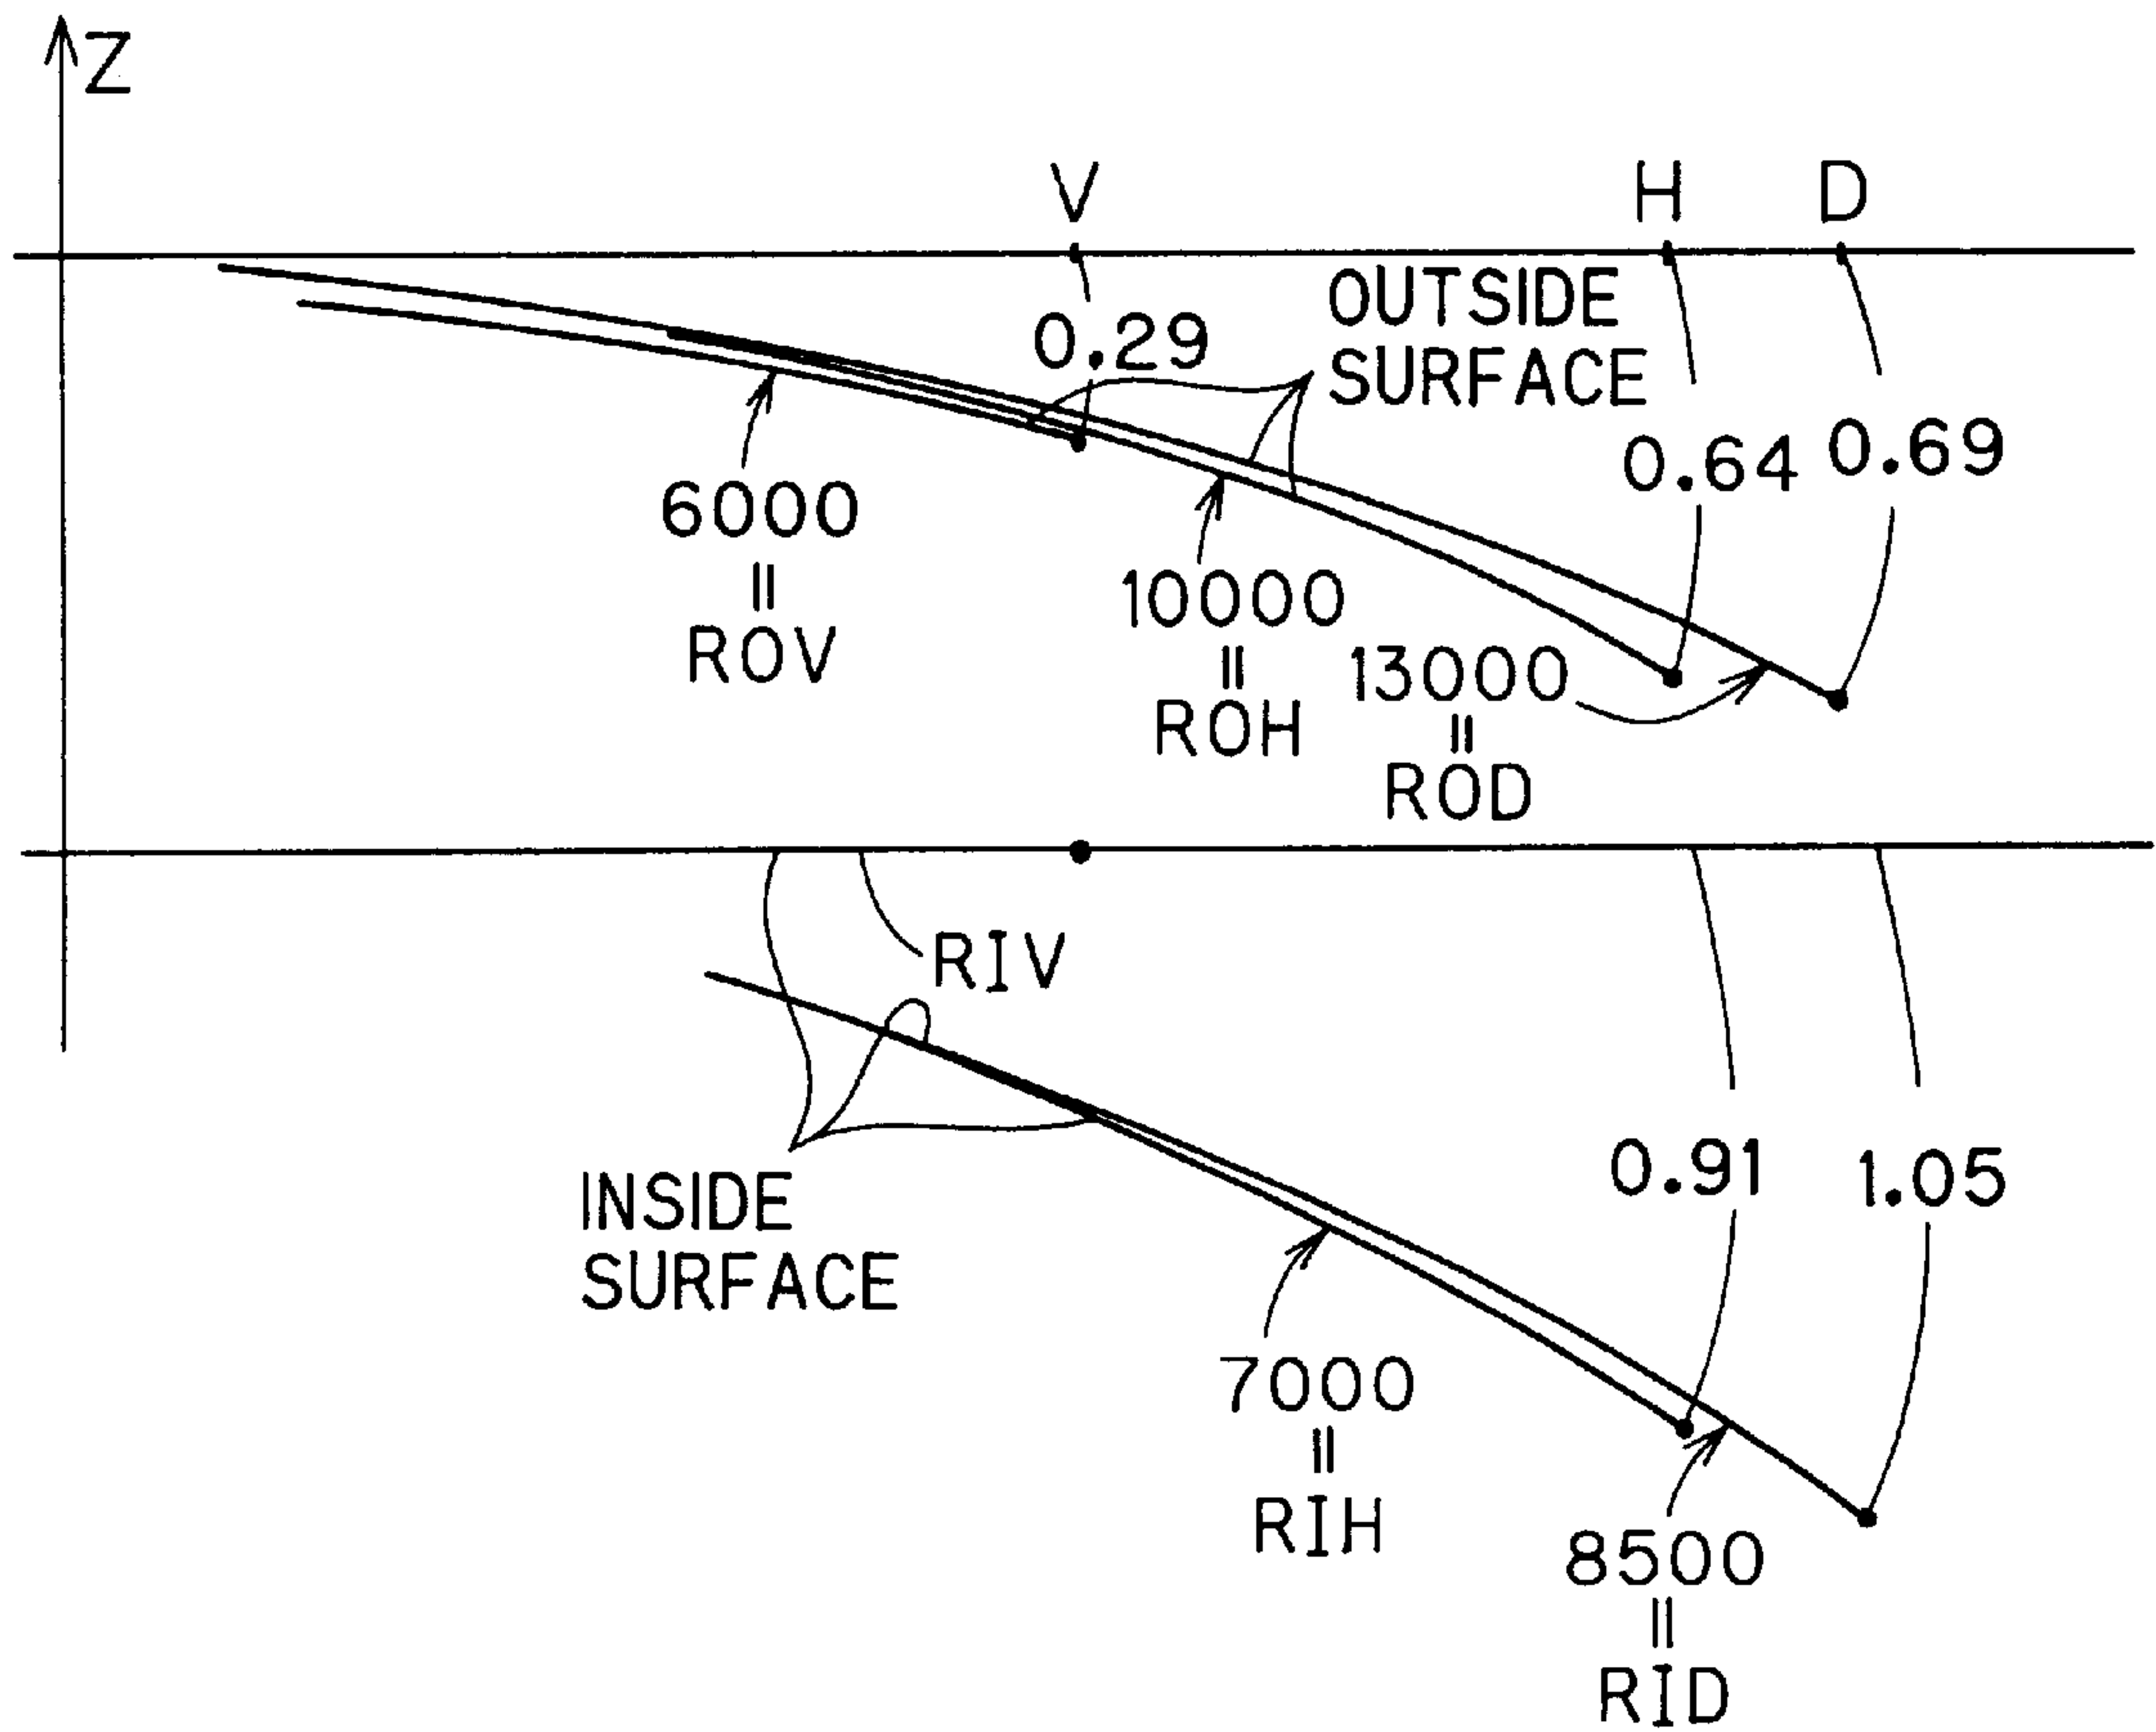 Z
V
H
D
OUTSIDE
SURFACE
0.29
0.64
0.69
6000
=
ROV
10000
=
ROH
13000
=
ROD
RIV
INSIDE
SURFACE
0.91
1.05
7000
=
RIH
8500
=
RID